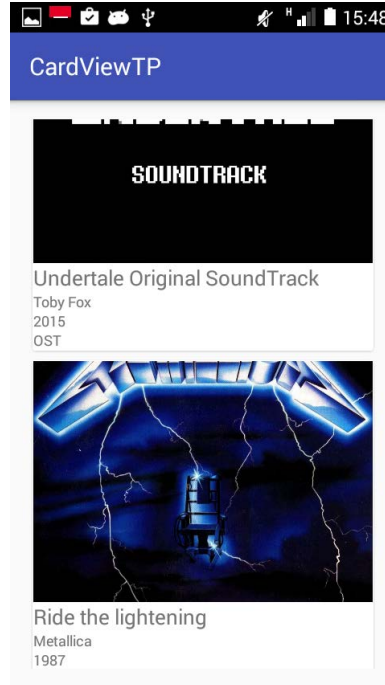 H 15:48
CardViewTP
SOUNDTRACK
Undertale Original SoundTrack
Toby Fox
2015
OST
Ride the lightening
Metallica
1987